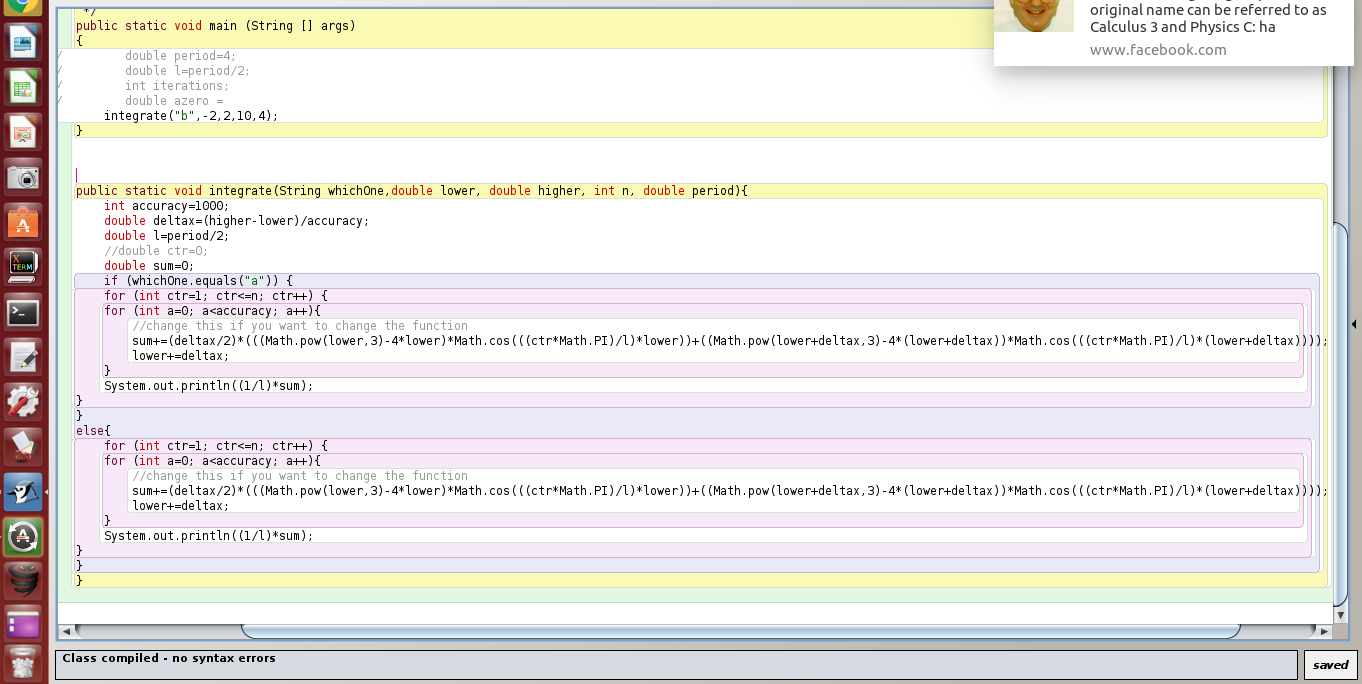 */
public static void main (String [] args)
{
/ double period=4;
/ double l=period/2;
/ int iterations;
/ double azero =
integrate("b",-2,2,10,4);
}
public static void integrate(String whichOne,double lower, double higher, int n, double period){
int accuracy=1000;
double deltax=(higher-lower)/accuracy;
double l=period/2;
//double ctr=0;
double sum=0;
if (whichOne.equals("a")) {
for (int ctr=1; ctr<=n; ctr++) {
for (int a=0; a<accuracy; a++){
//change this if you want to change the function
sum+=(deltax/2)*(((Math.pow(lower,3)-4*lower)*Math.cos(((ctr*Math.PI)/l)*lower))+((Math.pow(lower+deltax,3)-4*(lower+deltax))*Math.cos(((ctr*Math.PI)/l)*(lower+deltax))));
lower+=deltax;
}
System.out.println((1/l)*sum);
}
}
else{
for (int ctr=1; ctr<=n; ctr++) {
for (int a=0; a<accuracy; a++){
//change this if you want to change the function
sum+=(deltax/2)*(((Math.pow(lower,3)-4*lower)*Math.cos(((ctr*Math.PI)/l)*lower))+((Math.pow(lower+deltax,3)-4*(lower+deltax))*Math.cos(((ctr*Math.PI)/l)*(lower+deltax))));
lower+=deltax;
}
System.out.println((1/l)*sum);
}
}
}
original name can be referred to as
Calculus 3 and Physics C: ha
www.facebook.com
X
TERM
>_
A
A
Class compiled - no syntax errors
saved